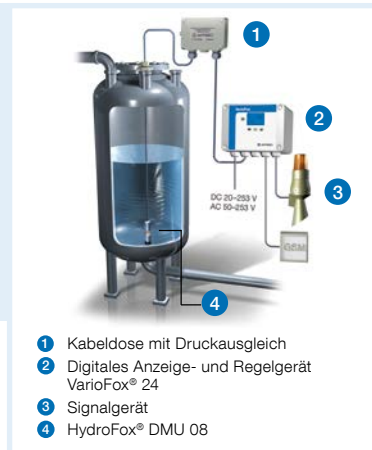 1
VarioFox
2
DC 20–253 V
AC 50–253 V
3
GSM
4
1 Kabeldose mit Druckausgleich
2 Digitales Anzeige- und Regelgerät
VarioFox® 24
3 Signalgerät
4 HydroFox® DMU 08